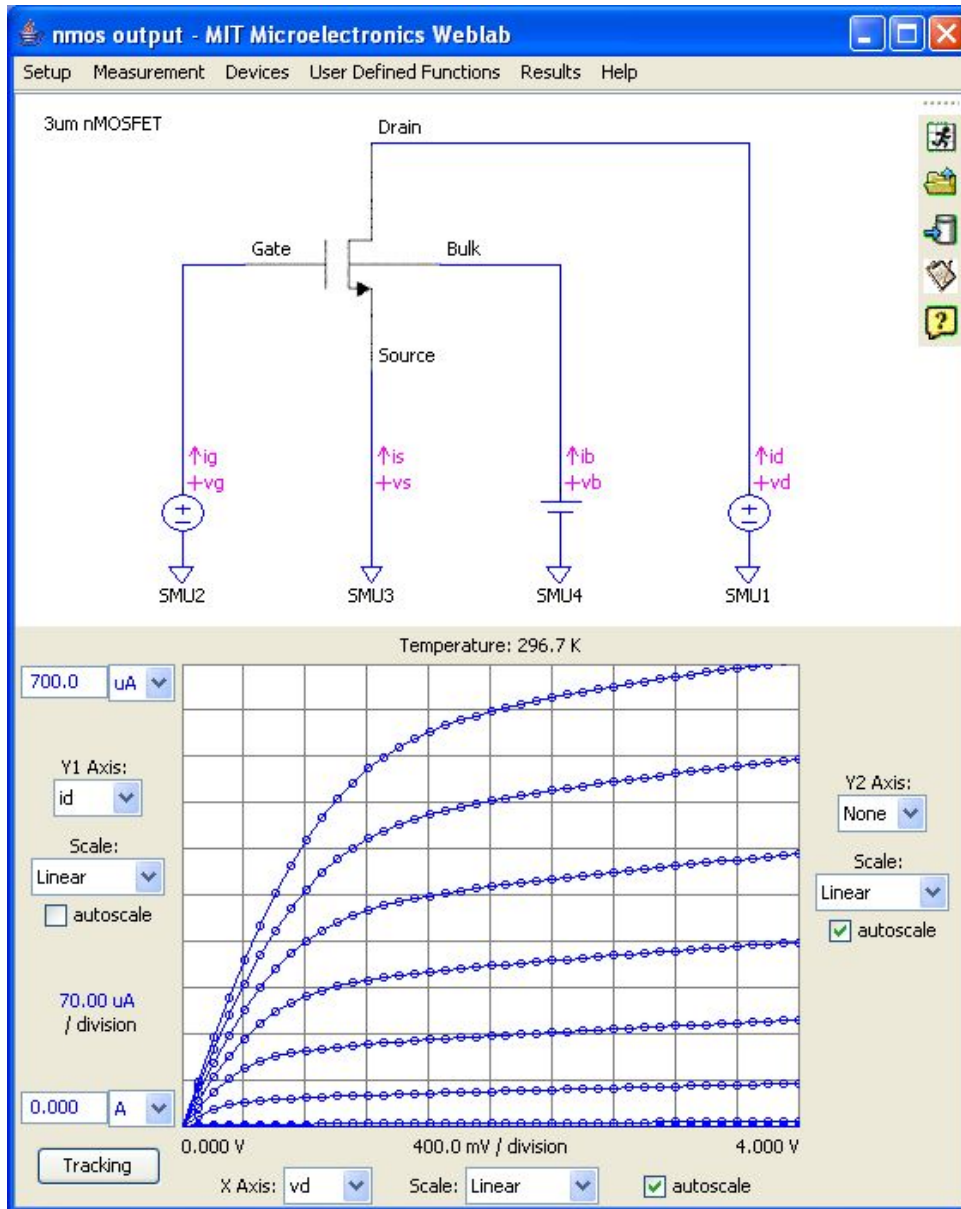 nmos output - MIT Microelectronics Weblab
Setup Measurement Devices User Defined Functions Results Help
3um nMOSFET
Drain
Gate
Bulk
Source
ig
+vg
is
+vs
ib
+vb
id
+vd
SMU2
SMU3
SMU4
SMU1
Temperature: 296.7 K
700.0 uA
Y1 Axis:
id
Scale:
Linear
autoscale
70.00 uA
/ division
0.000 A
Tracking
Y2 Axis:
None
Scale:
Linear
autoscale
0.000 V 400.0 mV / division 4.000 V
X Axis: vd Scale: Linear autoscale